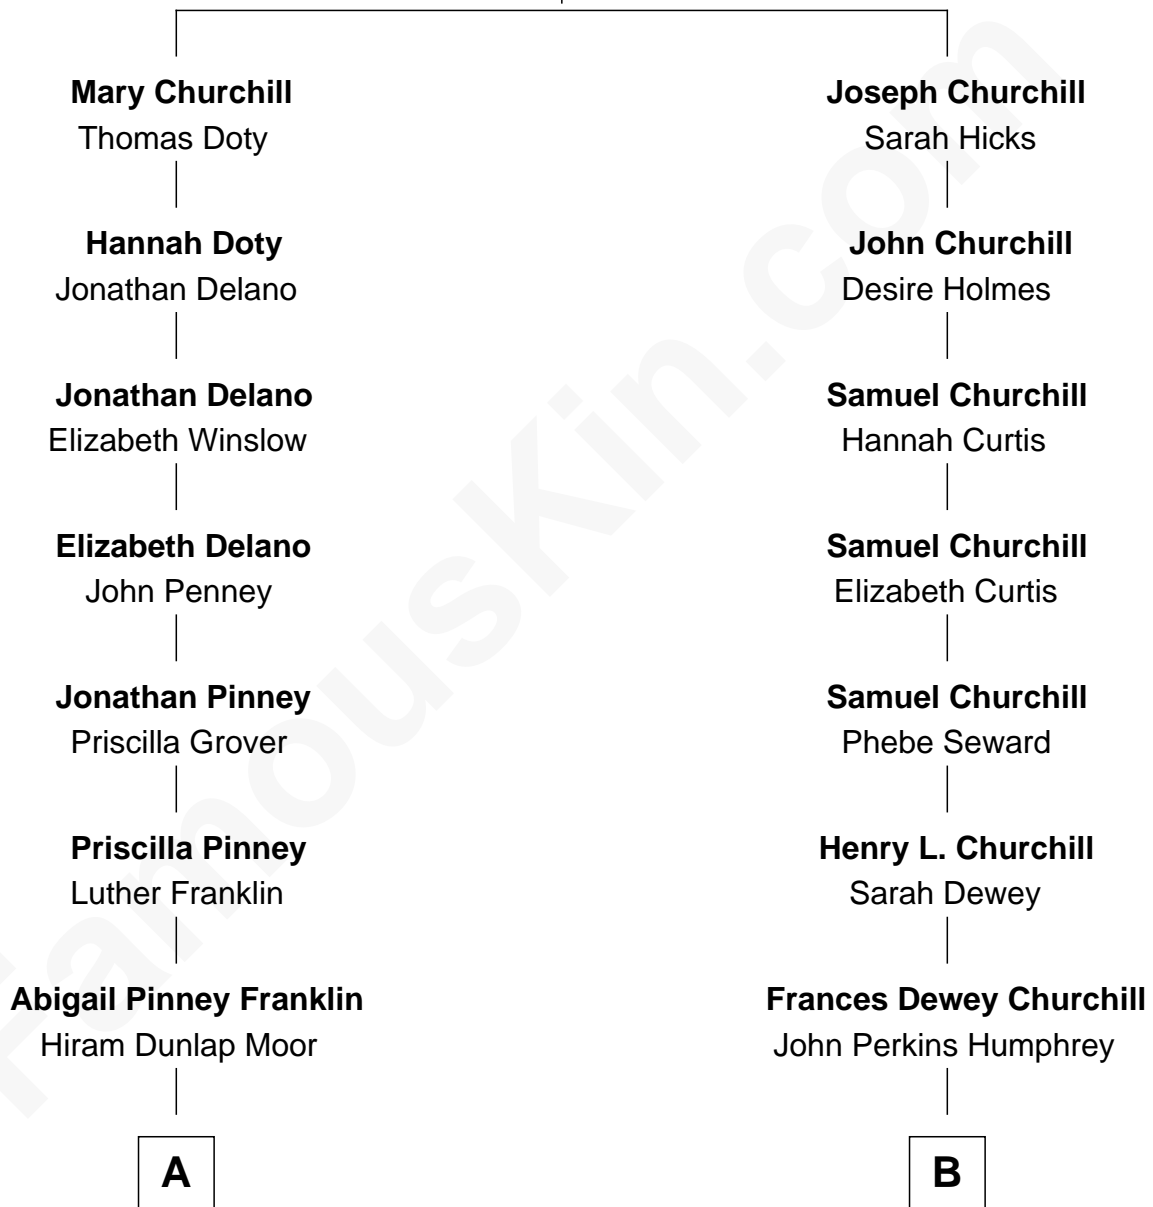 Mary Churchill
Thomas Doty
Hannah Doty
Jonathan Delano
Jonathan Delano
Elizabeth Winslow
Elizabeth Delano
John Penney
Jonathan Pinney
Priscilla Grover
Priscilla Pinney
Luther Franklin
Abigail Pinney Franklin
Hiram Dunlap Moor
A
Joseph Churchill
Sarah Hicks
John Churchill
Desire Holmes
Samuel Churchill
Hannah Curtis
Samuel Churchill
Elizabeth Curtis
Samuel Churchill
Phebe Seward
Henry L. Churchill
Sarah Dewey
Frances Dewey Churchill
John Perkins Humphrey
B
FamousKin.com